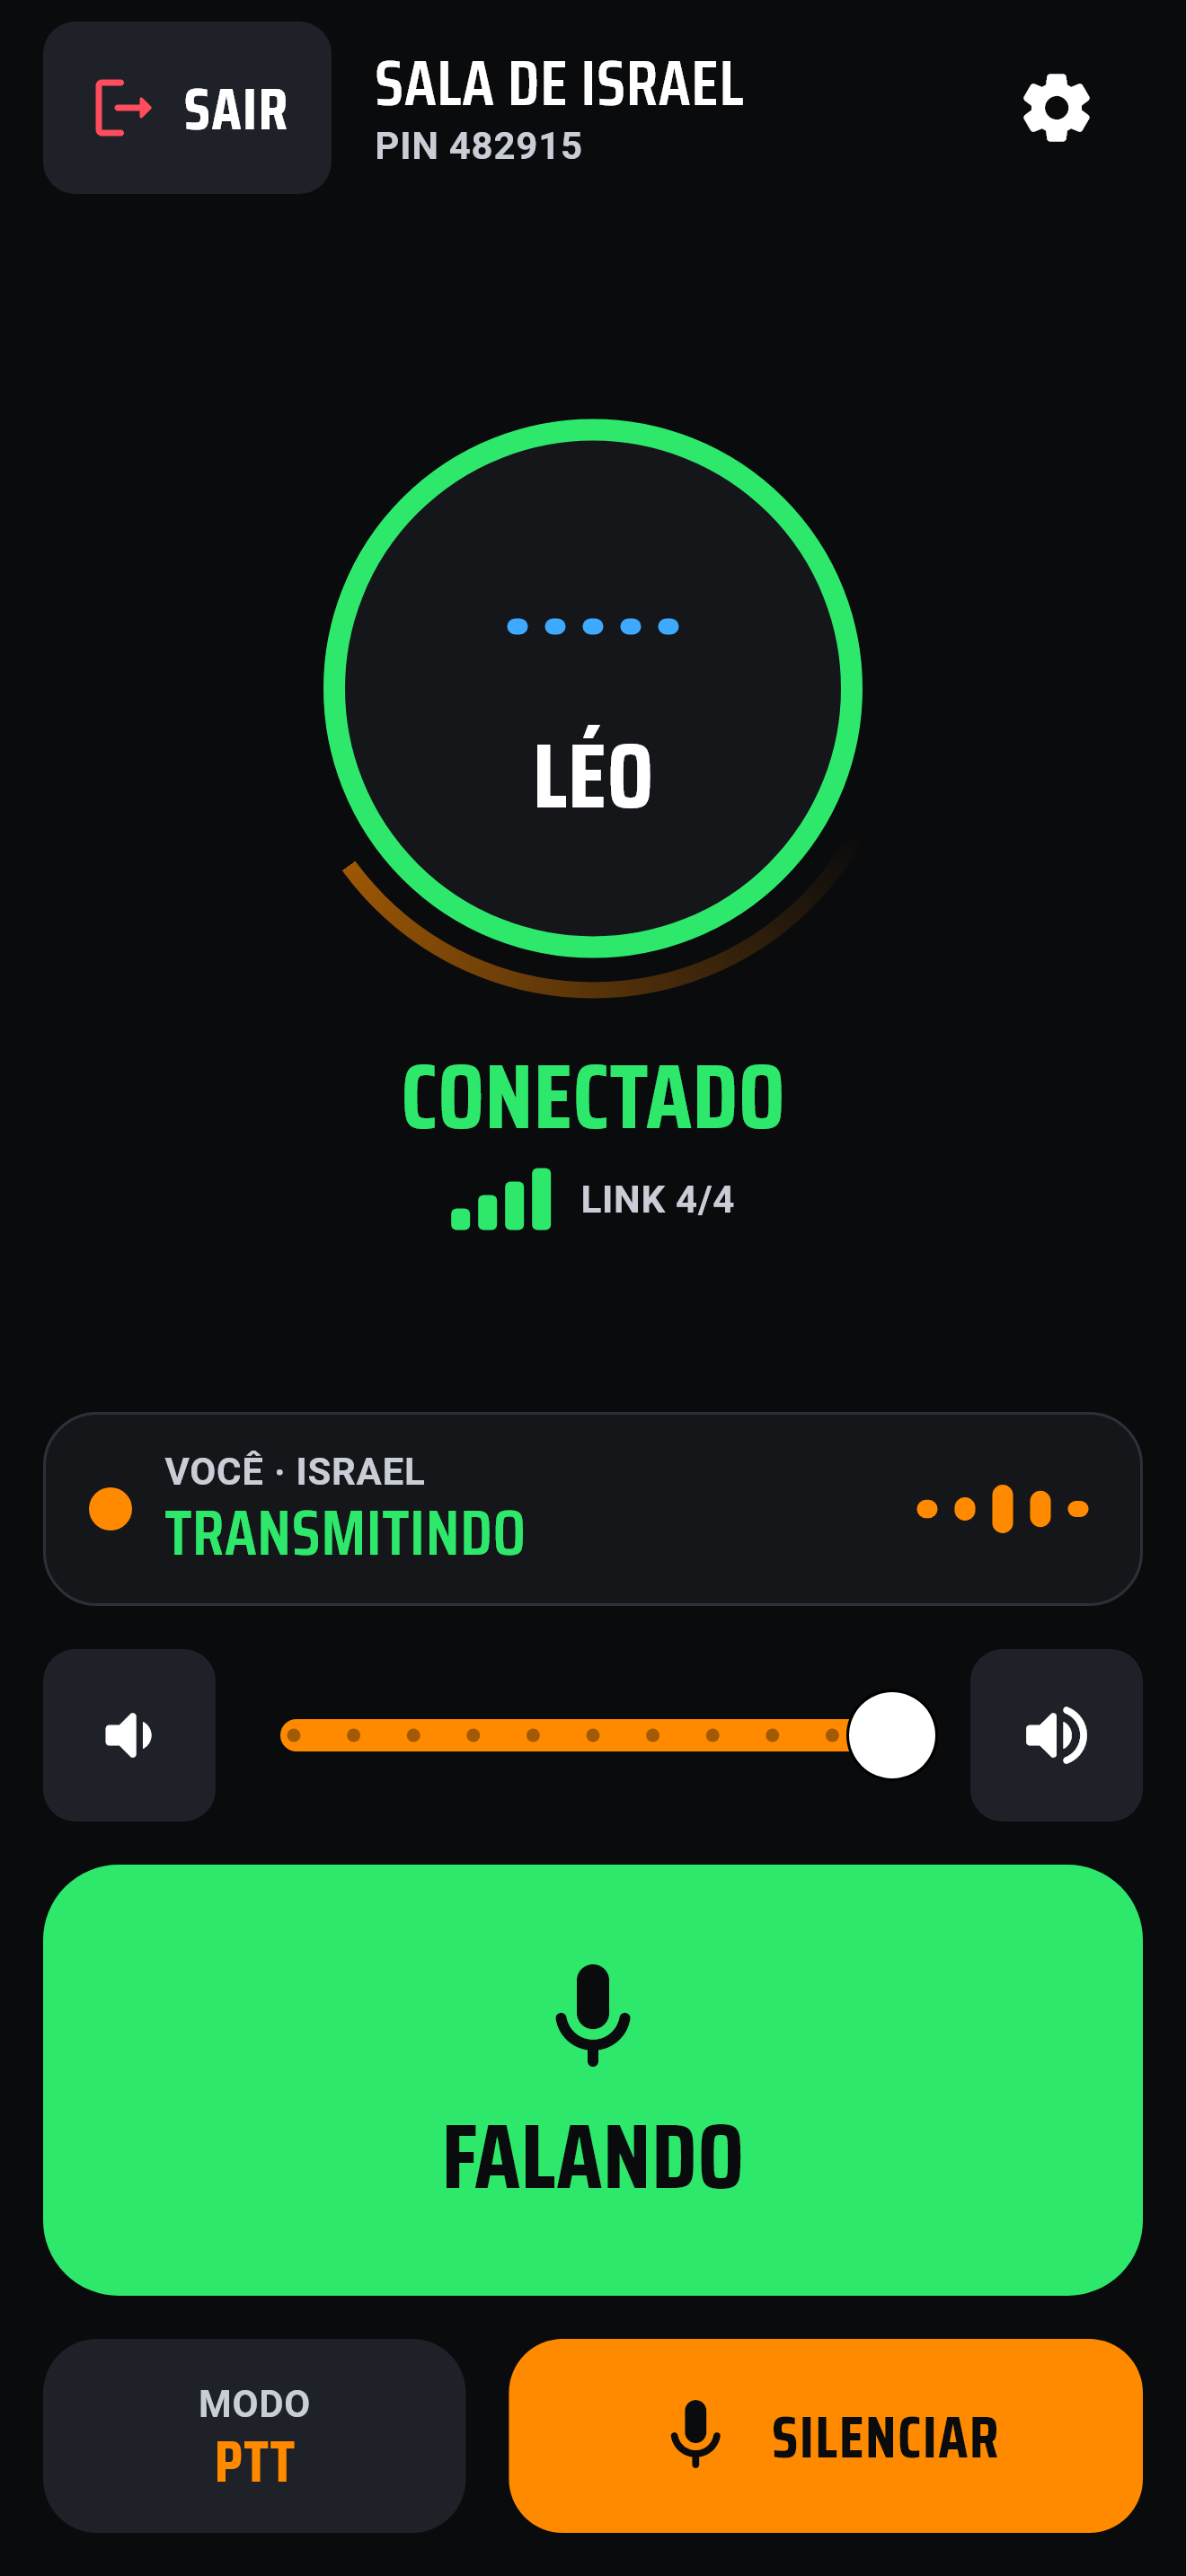 SAIR
SALA DE ISRAEL
PIN 482915
LÉO
CONECTADO
LINK 4/4
VOCÊ · ISRAEL
TRANSMITINDO
FALANDO
MODO
PTT
SILENCIAR